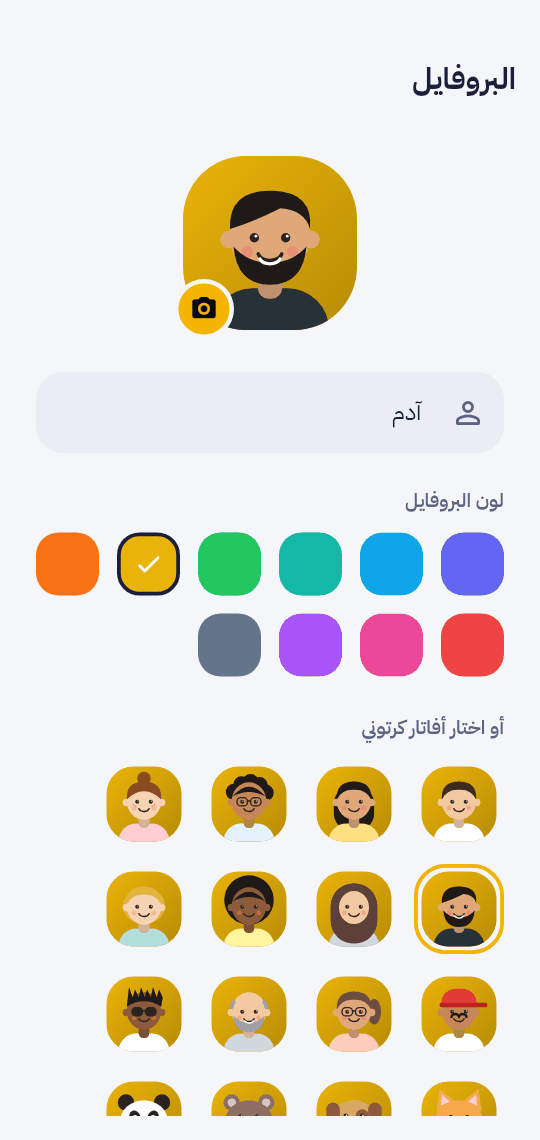 البروفايل
آدم
لون البروفايل
أو اختار أفاتار كرتوني